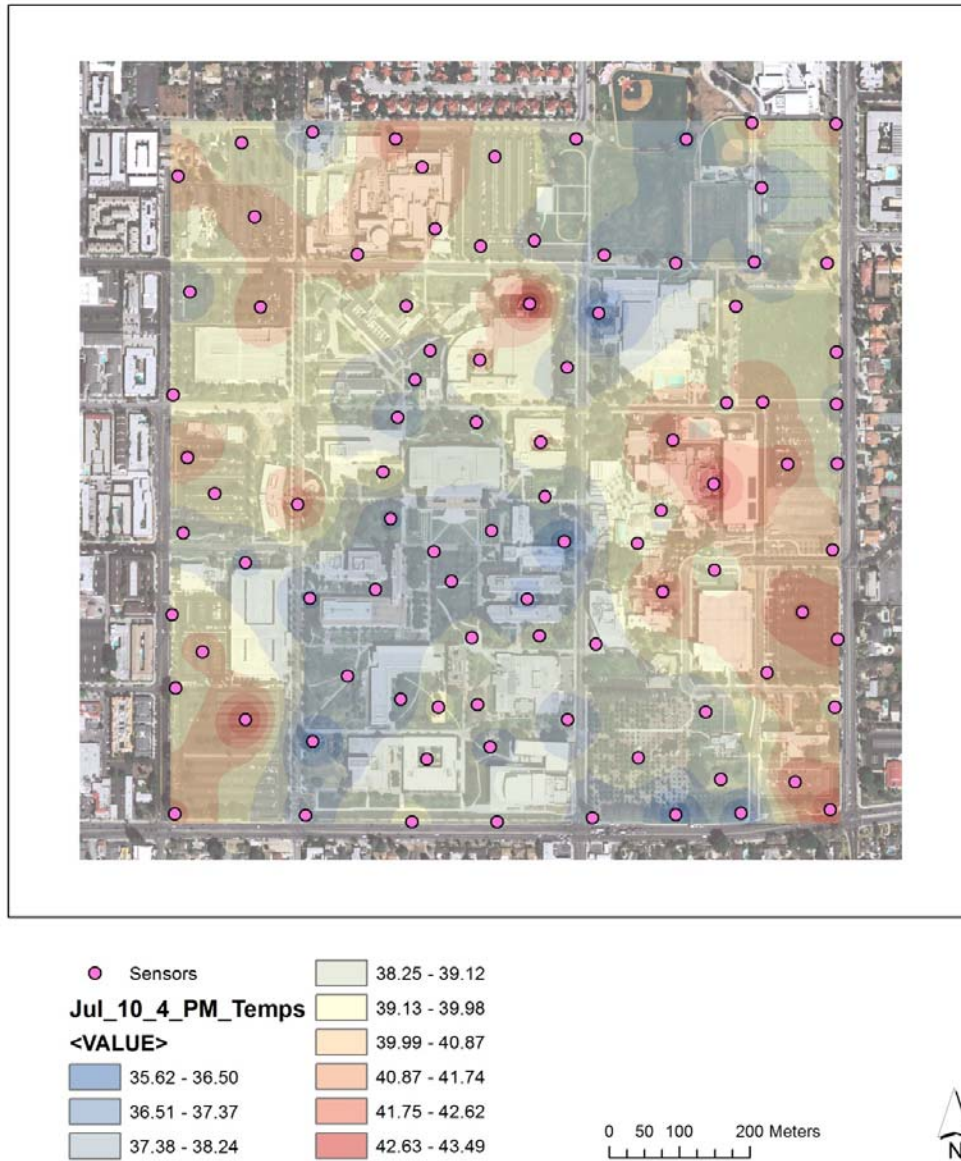 Sensors
Jul_10_4_PM_Temps
<VALUE>
35.62 - 36.50
36.51 - 37.37
37.38 - 38.24
38.25 - 39.12
39.13 - 39.98
39.99 - 40.87
40.87 - 41.74
41.75 - 42.62
42.63 - 43.49
0 50 100 200 Meters
N